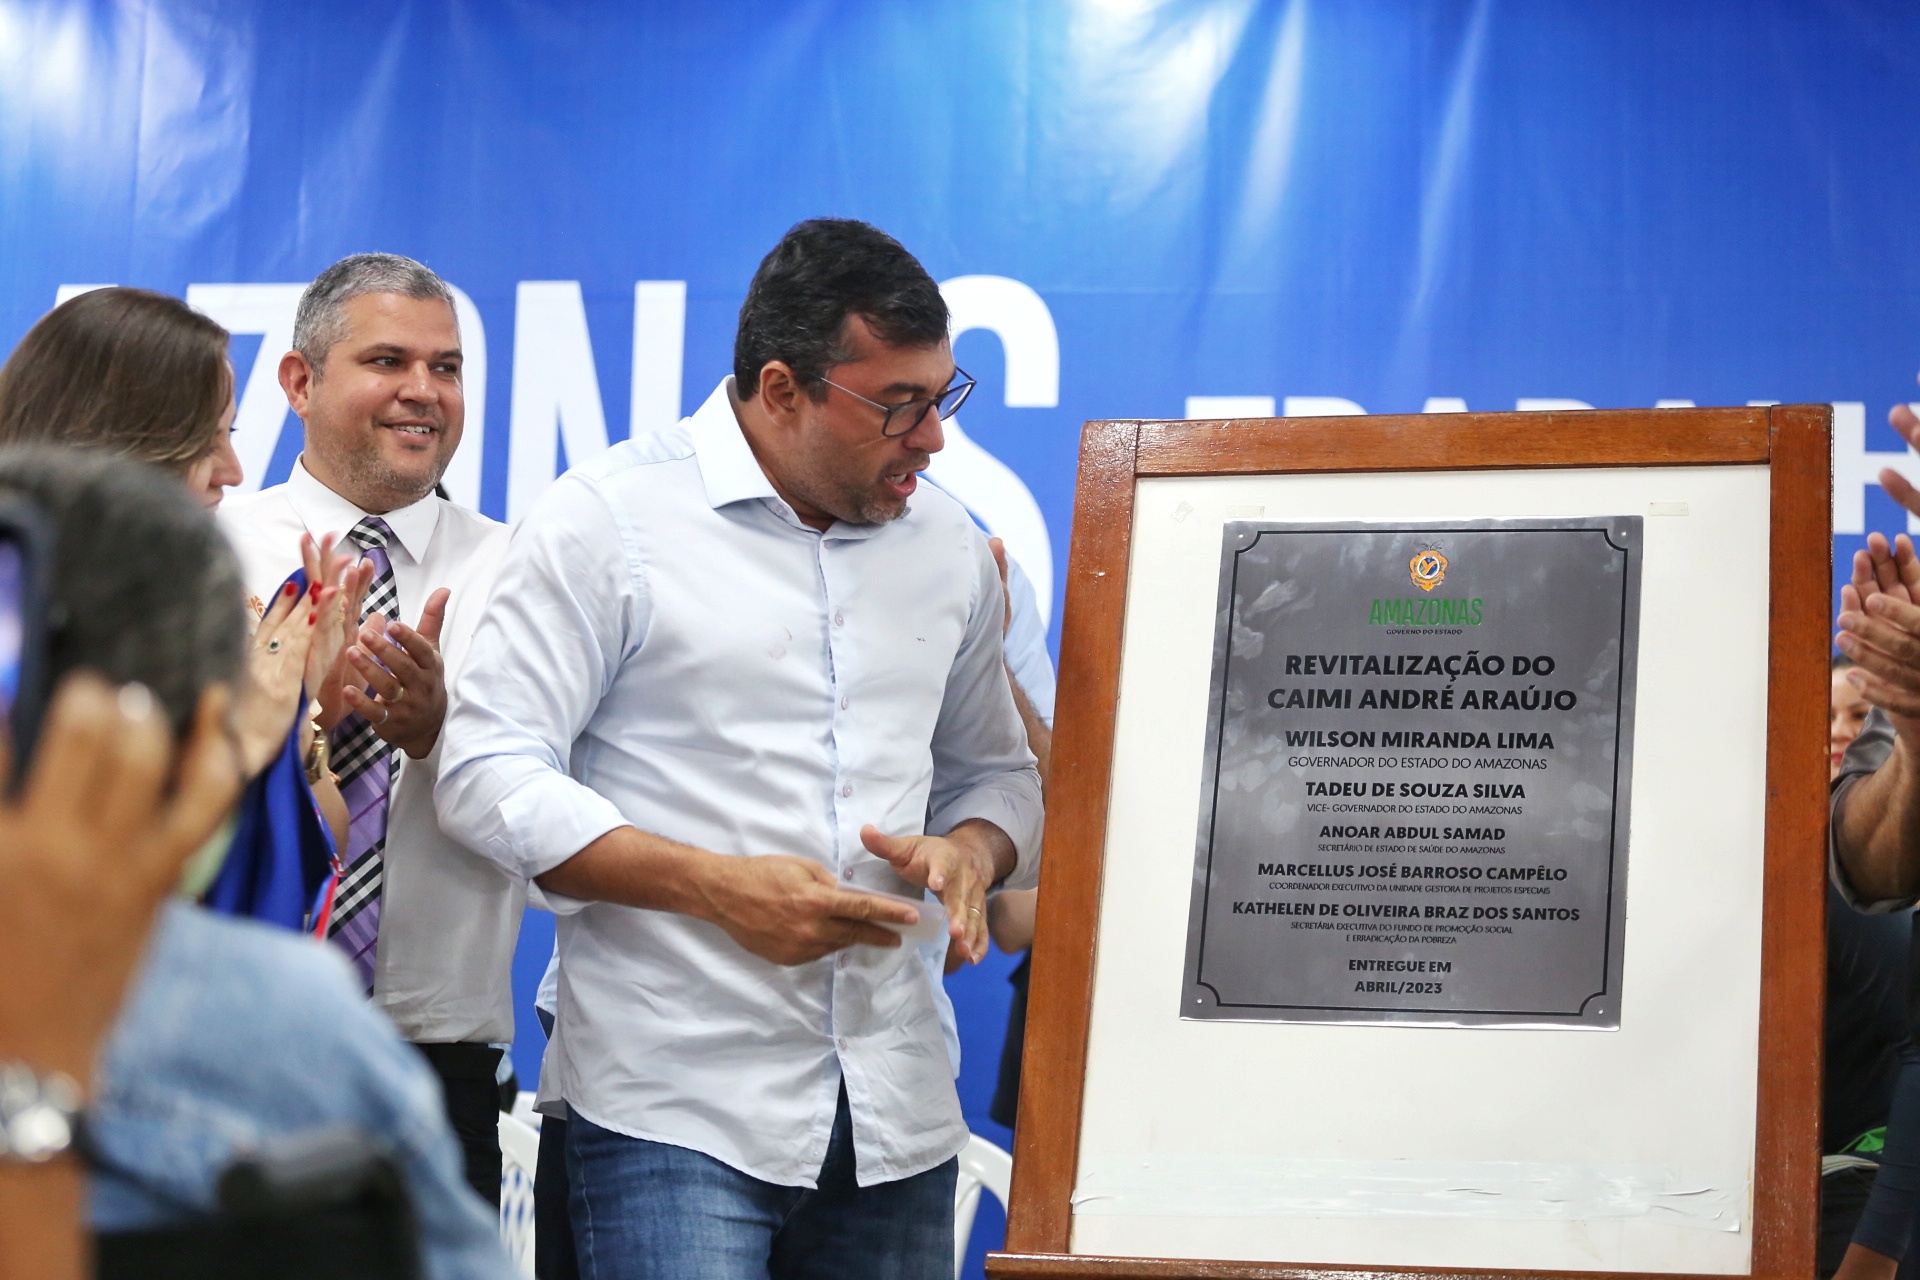 AZONAS
TRABALH
AMAZONAS
GOVERNO DO ESTADO
REVITALIZAÇÃO DO
CAIMI ANDRÉ ARAÚJO
WILSON MIRANDA LIMA
GOVERNADOR DO ESTADO DO AMAZONAS
TADEU DE SOUZA SILVA
VICE- GOVERNADOR DO ESTADO DO AMAZONAS
ANOAR ABDUL SAMAD
SECRETÁRIO DE ESTADO DE SAÚDE DO AMAZONAS
MARCELLUS JOSÉ BARROSO CAMPÊLO
COORDENADOR EXECUTIVO DA UNIDADE GESTORA DE PROJETOS ESPECIAIS
KATHELEN DE OLIVEIRA BRAZ DOS SANTOS
SECRETÁRIA EXECUTIVA DO FUNDO DE PROMOÇÃO SOCIAL
E ERRADICAÇÃO DA POBREZA
ENTREGUE EM
ABRIL/2023